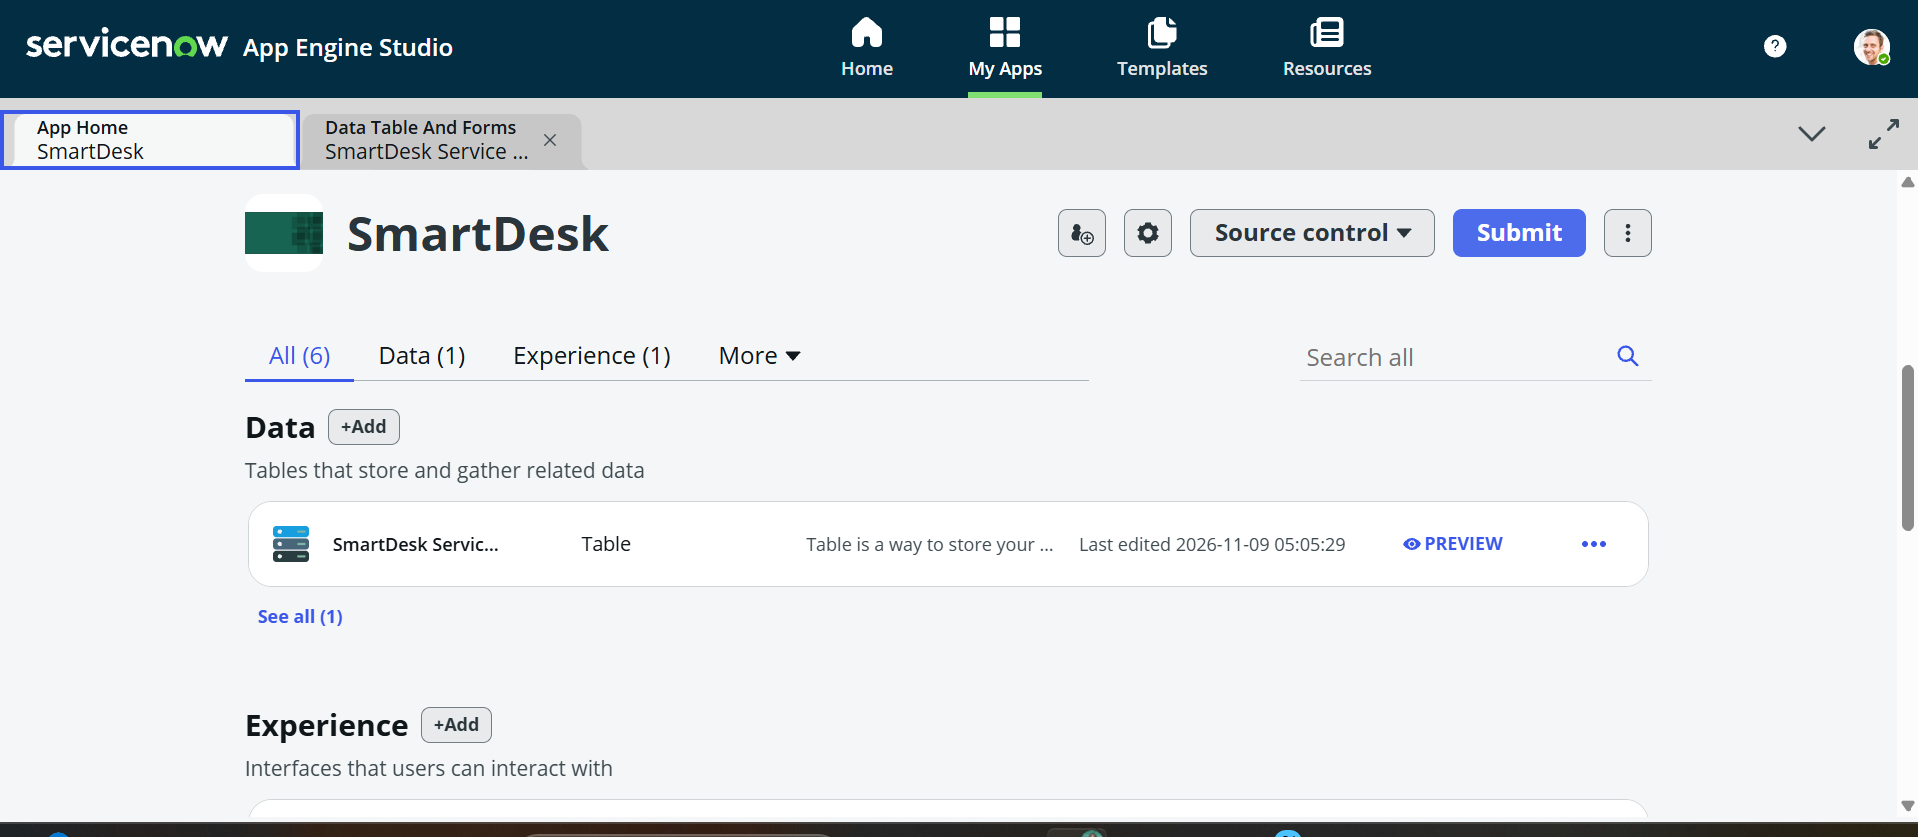 servicenow App Engine Studio
Home
My Apps
Templates
Resources
?
App Home
SmartDesk
Data Table And Forms
SmartDesk Service ...
SmartDesk
Source control
Submit
All (6)
Data (1)
Experience (1)
More
Search all
Data +Add
Tables that store and gather related data
SmartDesk Servic... Table Table is a way to store your ... Last edited 2026-11-09 05:05:29 PREVIEW
See all (1)
Experience +Add
Interfaces that users can interact with